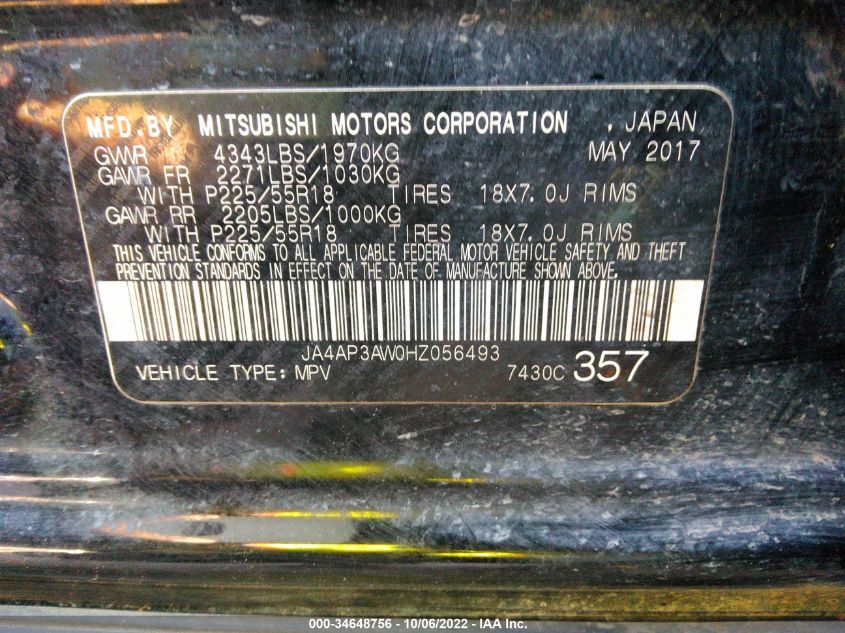 MFD.BY MITSUBISHI MOTORS CORPORATION . JAPAN
GVWR 4343LBS/1970KG MAY 2017
GAWR FR 2271LBS/1030KG
WITH P225/55R18 TIRES 18X7.0J RIMS
GAWR RR 2205LBS/1000KG
WITH P225/55R18 TIRES 18X7.0J RIMS
THIS VEHICLE CONFORMS TO ALL APPLICABLE FEDERAL MOTOR VEHICLE SAFETY AND THEFT
PREVENTION STANDARDS IN EFFECT ON THE DATE OF MANUFACTURE SHOWN ABOVE.
JA4AP3AW0HZ056493
VEHICLE TYPE: MPV 7430C 357
000-34648756 - 10/06/2022 - IAA Inc.